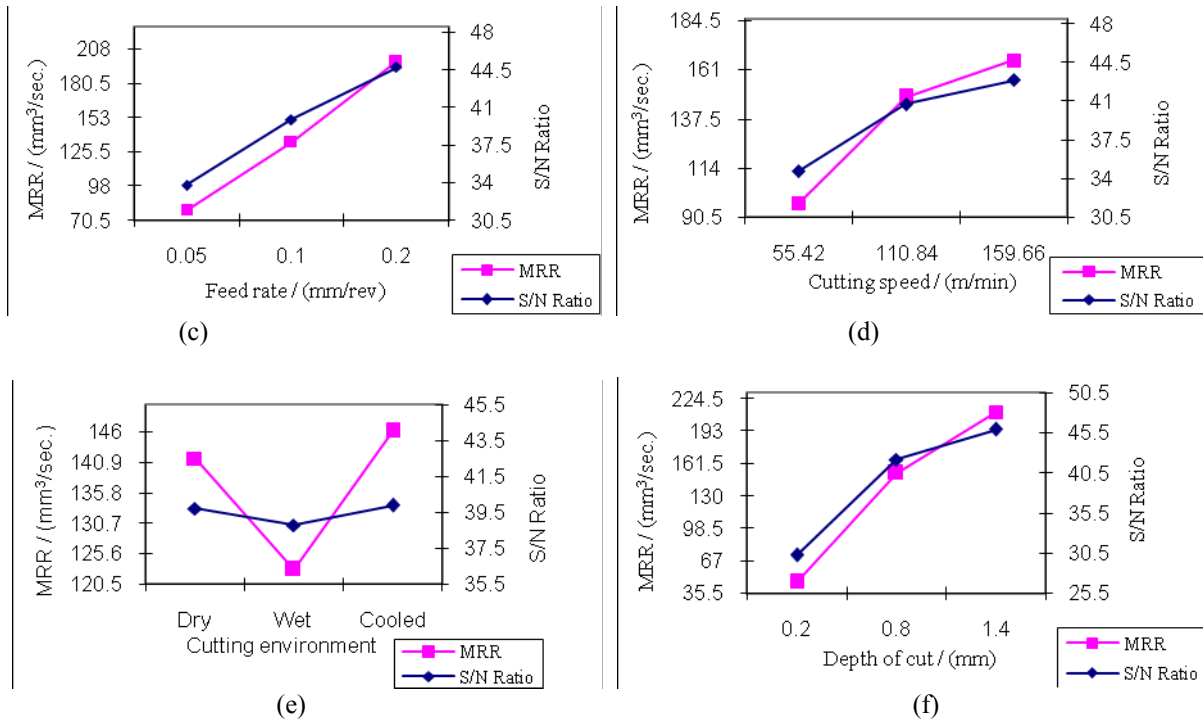 MRR / (mm³/sec.)
208
180.5
153
125.5
98
70.5
48
44.5
41
37.5
34
30.5
S/N Ratio
0.05 0.1 0.2
Feed rate / (mm/rev)
MRR
S/N Ratio
(c)
MRR / (mm³/sec.)
184.5
161
137.5
114
90.5
48
44.5
41
37.5
34
30.5
S/N Ratio
55.42 110.84 159.66
Cutting speed / (m/min)
MRR
S/N Ratio
(d)
MRR / (mm³/sec.)
146
140.9
135.8
130.7
125.6
120.5
45.5
43.5
41.5
39.5
37.5
35.5
S/N Ratio
Dry Wet Cooled
Cutting environment
MRR
S/N Ratio
(e)
MRR / (mm³/sec.)
224.5
193
161.5
130
98.5
67
35.5
50.5
45.5
40.5
35.5
30.5
25.5
S/N Ratio
0.2 0.8 1.4
Depth of cut / (mm)
MRR
S/N Ratio
(f)